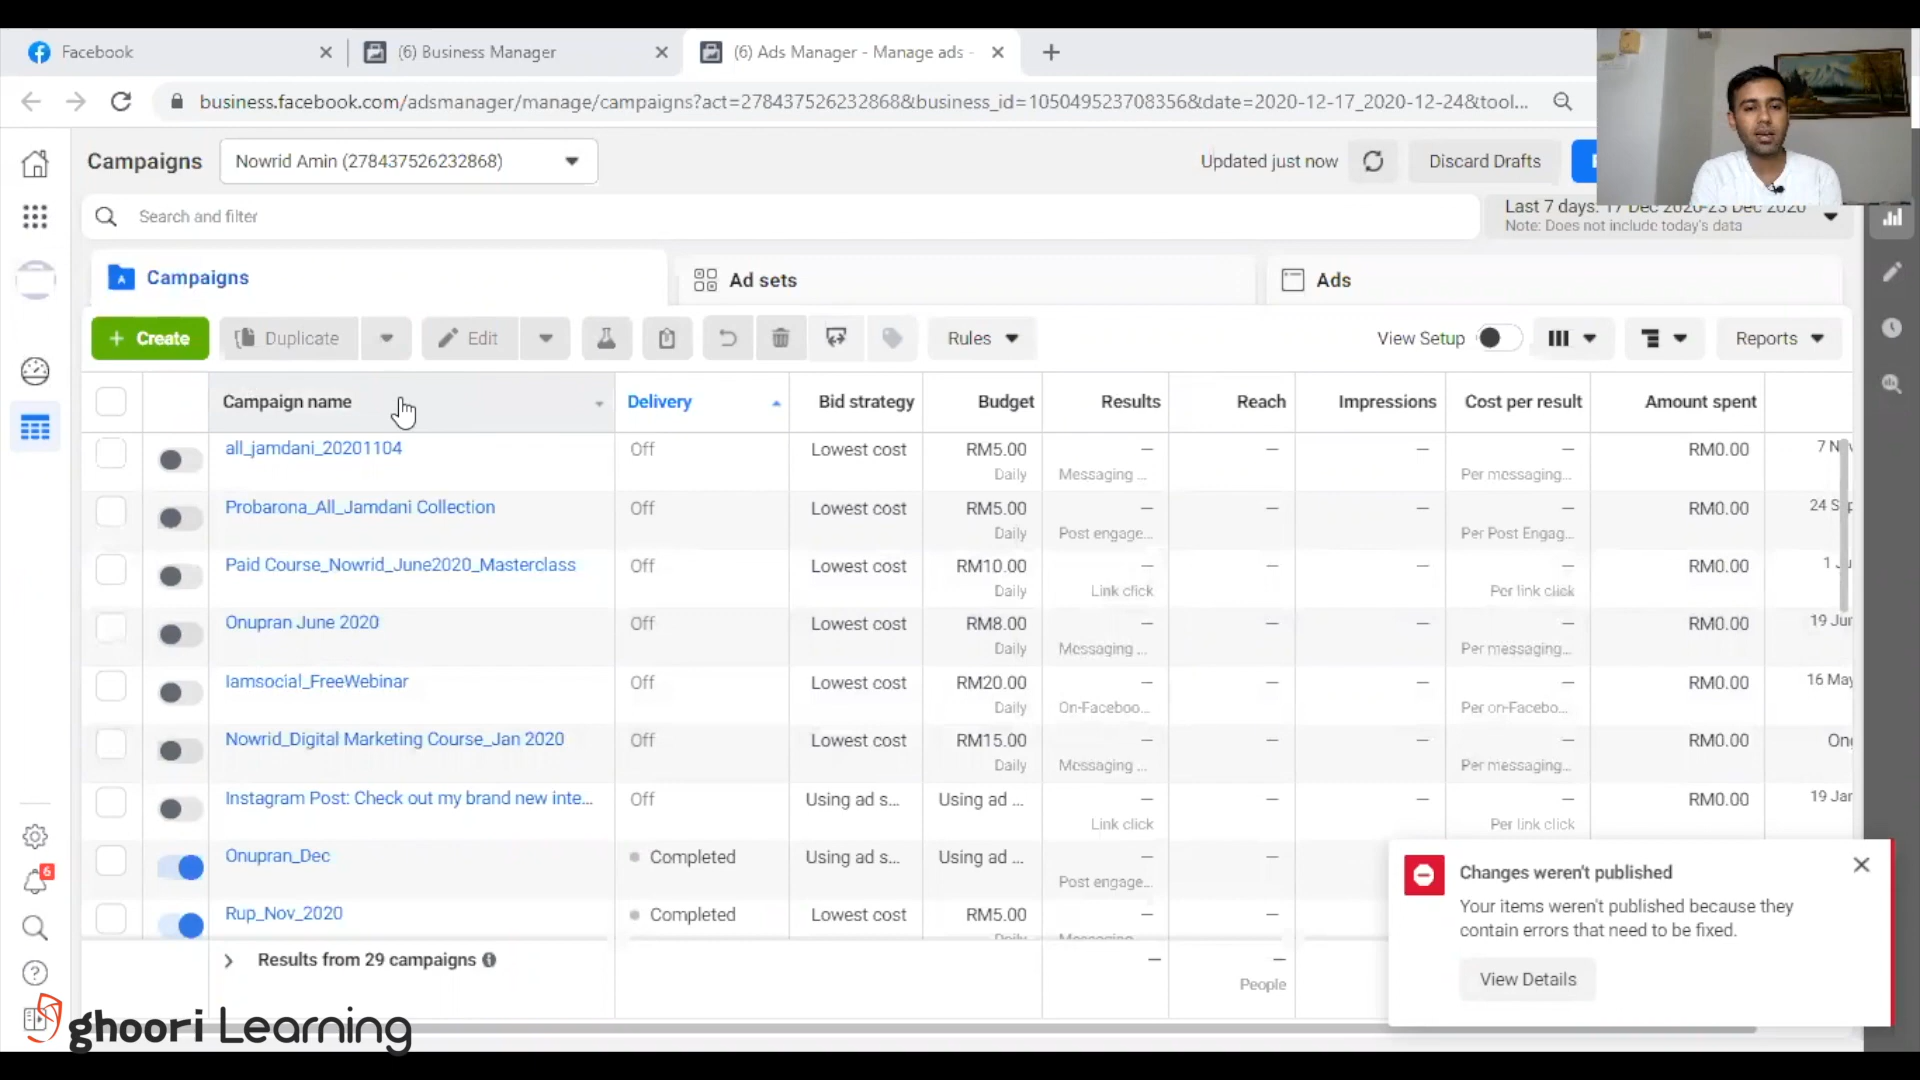 Facebook
(6) Business Manager
(6) Ads Manager - Manage ads -
business.facebook.com/adsmanager/manage/campaigns?act=278437526232868&business_id=105049523708356&date=2020-12-17_2020-12-24&tool...
Campaigns
Nowrid Amin (278437526232868)
Updated just now
Discard Drafts
Search and filter
Last 7 days: 17 Dec 2020-23 Dec 2020
Note: Does not include today's data
Campaigns
Ad sets
Ads
+ Create
Duplicate
Edit
Rules
View Setup
Reports
Campaign name Delivery Bid strategy Budget Results Reach Impressions Cost per result Amount spent
all_jamdani_20201104 Off Lowest cost RM5.00 — — — — RM0.00 7 Nov
Daily Messaging ... Per messaging...
Probarona_All_Jamdani Collection Off Lowest cost RM5.00 — — — — RM0.00 24 Sep
Daily Post engage... Per Post Engag...
Paid Course_Nowrid_June2020_Masterclass Off Lowest cost RM10.00 — — — — RM0.00 1
Daily Link click Per link click
Onupran June 2020 Off Lowest cost RM8.00 — — — — RM0.00 19 Jun
Daily Messaging ... Per messaging...
Iamsocial_FreeWebinar Off Lowest cost RM20.00 — — — — RM0.00 16 May
Daily On-Faceboo... Per on-Facebo...
Nowrid_Digital Marketing Course_Jan 2020 Off Lowest cost RM15.00 — — — — RM0.00
Daily Messaging ... Per messaging...
Instagram Post: Check out my brand new inte... Off Using ad s... Using ad ... — — — — RM0.00 19 Jan
Link click Per link click
Onupran_Dec Completed Using ad s... Using ad ... — —
Post engage...
Rup_Nov_2020 Completed Lowest cost RM5.00 — —
Daily Messaging
Results from 29 campaigns — —
People
Changes weren't published
Your items weren't published because they
contain errors that need to be fixed.
View Details
6
ghoori Learning